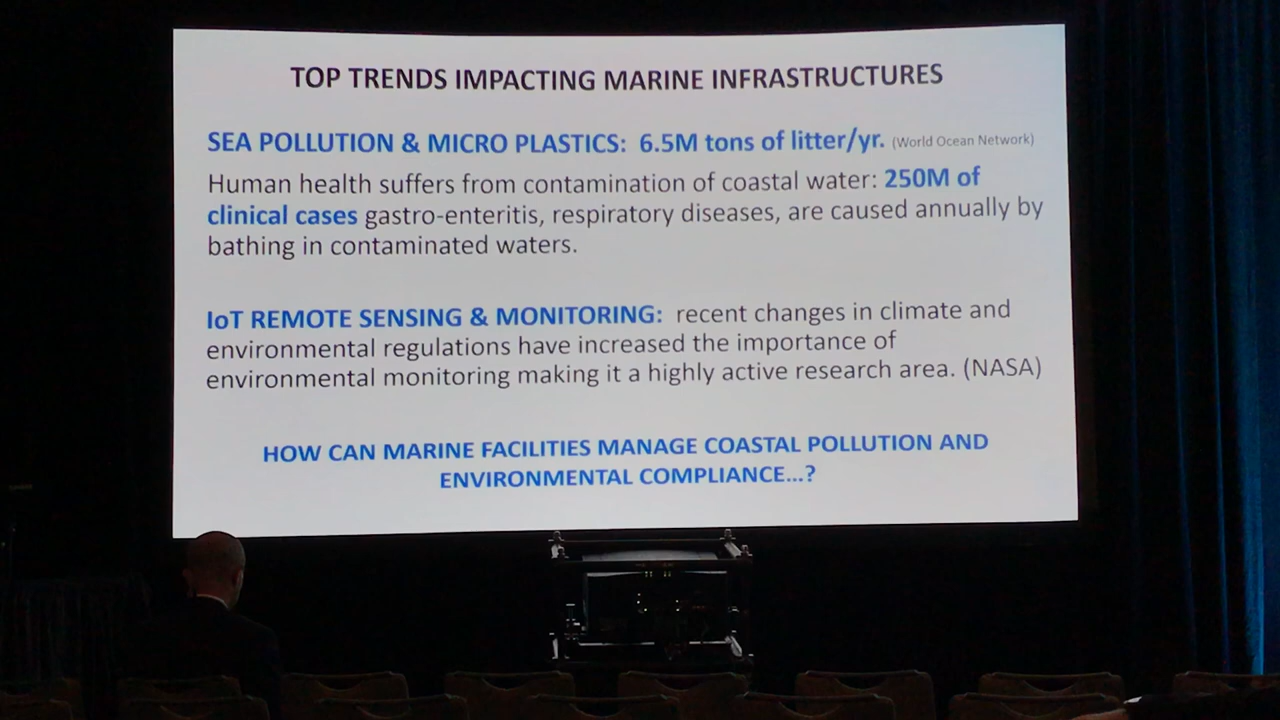 TOP TRENDS IMPACTING MARINE INFRASTRUCTURES
SEA POLLUTION & MICRO PLASTICS: 6.5M tons of litter/yr. (World Ocean Network)
Human health suffers from contamination of coastal water: 250M of
clinical cases gastro-enteritis, respiratory diseases, are caused annually by
bathing in contaminated waters.
IoT REMOTE SENSING & MONITORING: recent changes in climate and
environmental regulations have increased the importance of
environmental monitoring making it a highly active research area. (NASA)
HOW CAN MARINE FACILITIES MANAGE COASTAL POLLUTION AND
ENVIRONMENTAL COMPLIANCE...?